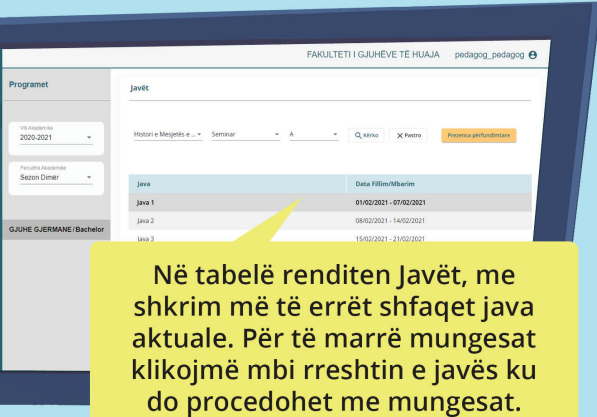 FAKULTETI I GJUHËVE TË HUAJA pedagog_pedagog
Programet
Javët
Viti Akademike
2020-2021
Periudha Akademike
Sezon Dimër
GJUHE GJERMANE/Bachelor
Histori e Mesjetës e ... Seminar A Kërko Pastro Prezenca përfundimtare
Java Data Fillim/Mbarim
Java 1 01/02/2021 - 07/02/2021
Java 2 08/02/2021 - 14/02/2021
Java 3 15/02/2021 - 21/02/2021
Në tabelë renditen Javët, me
shkrim më të errët shfaqet java
aktuale. Për të marrë mungesat
klikojmë mbi rreshtin e javës ku
do procedohet me mungesat.